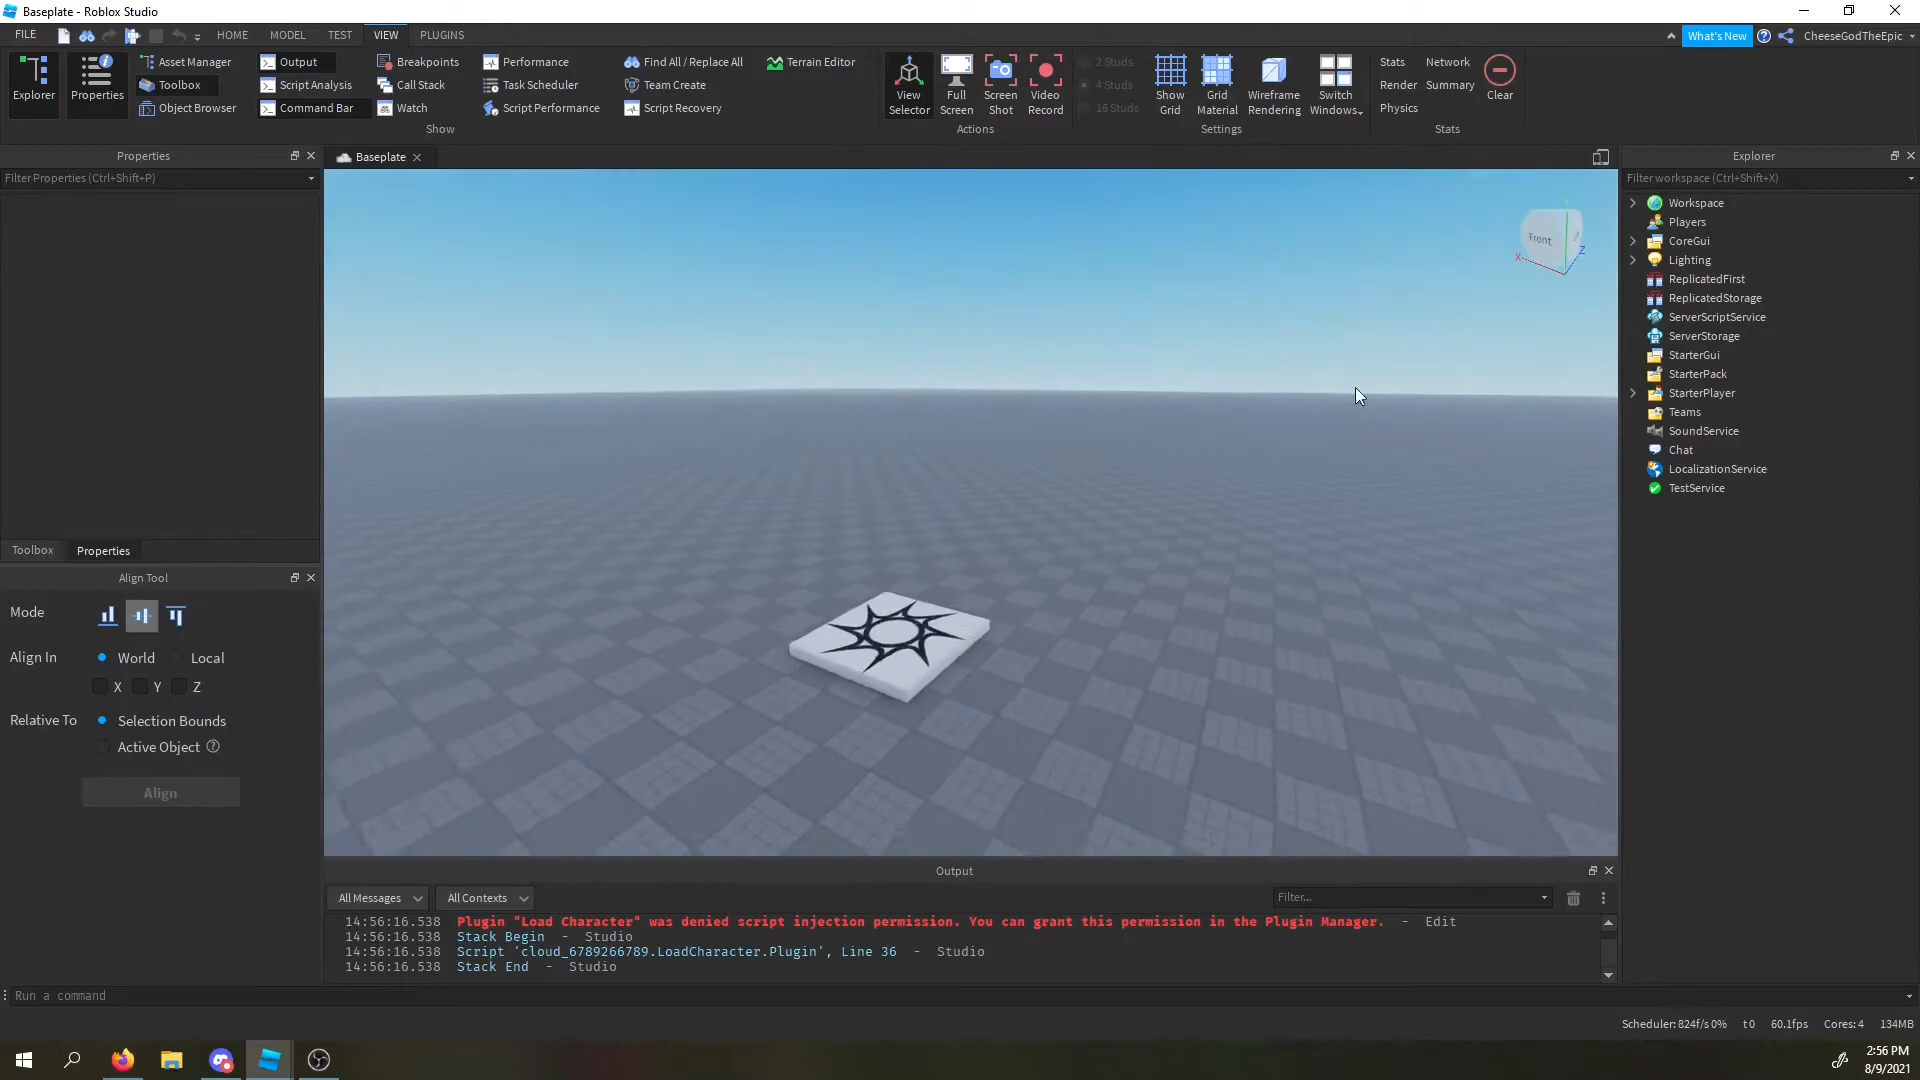 Baseplate - Roblox Studio
FILE HOME MODEL TEST VIEW PLUGINS What's New CheeseGodTheEpic
Explorer
Properties
Asset Manager
Toolbox
Object Browser
Output
Script Analysis
Command Bar
Breakpoints
Call Stack
Watch
Performance
Task Scheduler
Script Performance
Find All / Replace All
Team Create
Script Recovery
Terrain Editor
Show
View
Selector
Full
Screen
Screen
Shot
Video
Record
Actions
2 Studs
4 Studs
16 Studs
Show
Grid
Grid
Material
Wireframe
Rendering
Switch
Windows
Settings
Stats
Render
Physics
Network
Summary
Clear
Stats
Properties
Filter Properties (Ctrl+Shift+P)
Toolbox Properties
Align Tool
Mode
Align In World Local
X Y Z
Relative To Selection Bounds
Active Object
Align
Baseplate
Front
X
Z
Output
All Messages All Contexts Filter...
14:56:16.538 Plugin "Load Character" was denied script injection permission. You can grant this permission in the Plugin Manager. - Edit
14:56:16.538 Stack Begin - Studio
14:56:16.538 Script 'cloud_6789266789.LoadCharacter.Plugin', Line 36 - Studio
14:56:16.538 Stack End - Studio
Explorer
Filter workspace (Ctrl+Shift+X)
Workspace
Players
CoreGui
Lighting
ReplicatedFirst
ReplicatedStorage
ServerScriptService
ServerStorage
StarterGui
StarterPack
StarterPlayer
Teams
SoundService
Chat
LocalizationService
TestService
Run a command
Scheduler: 824f/s 0% t 0 60.1fps Cores: 4 134MB
2:56 PM
8/9/2021